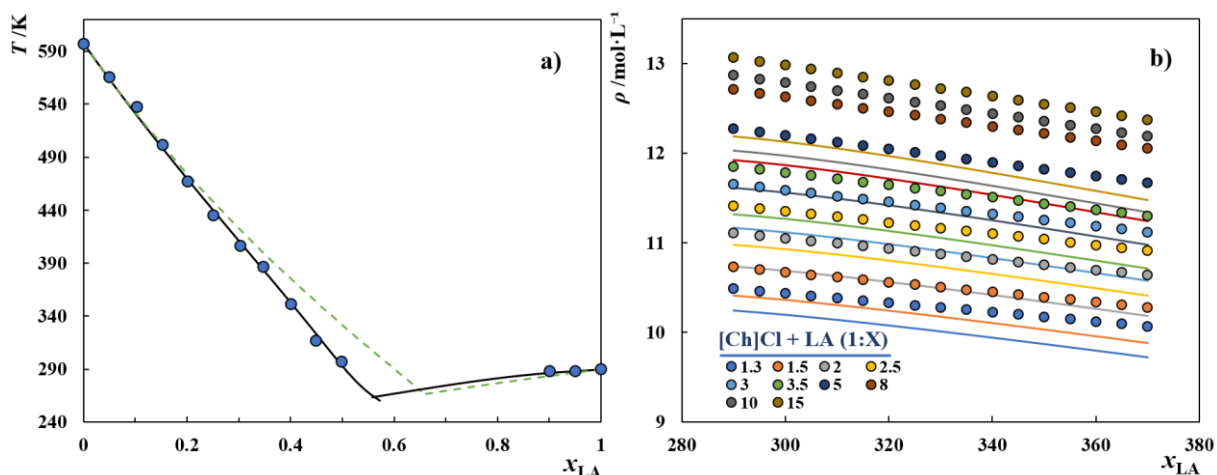 T /K
a)
590
540
490
440
390
340
290
240
0 0.2 0.4 0.6 0.8 1
x_LA
ρ /mol·L⁻¹
b)
13
12
11
10
9
[Ch]Cl + LA (1:X)
1.3 1.5 2 2.5
3 3.5 5 8
10 15
280 300 320 340 360 380
x_LA